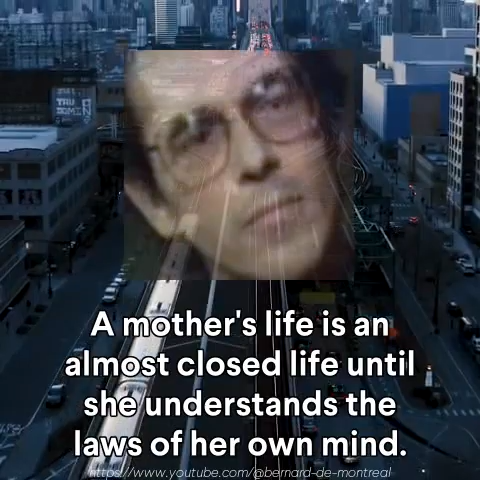 A mother's life is an
almost closed life until
she understands the
laws of her own mind.
https://www.youtube.com/@bernard-de-montreal